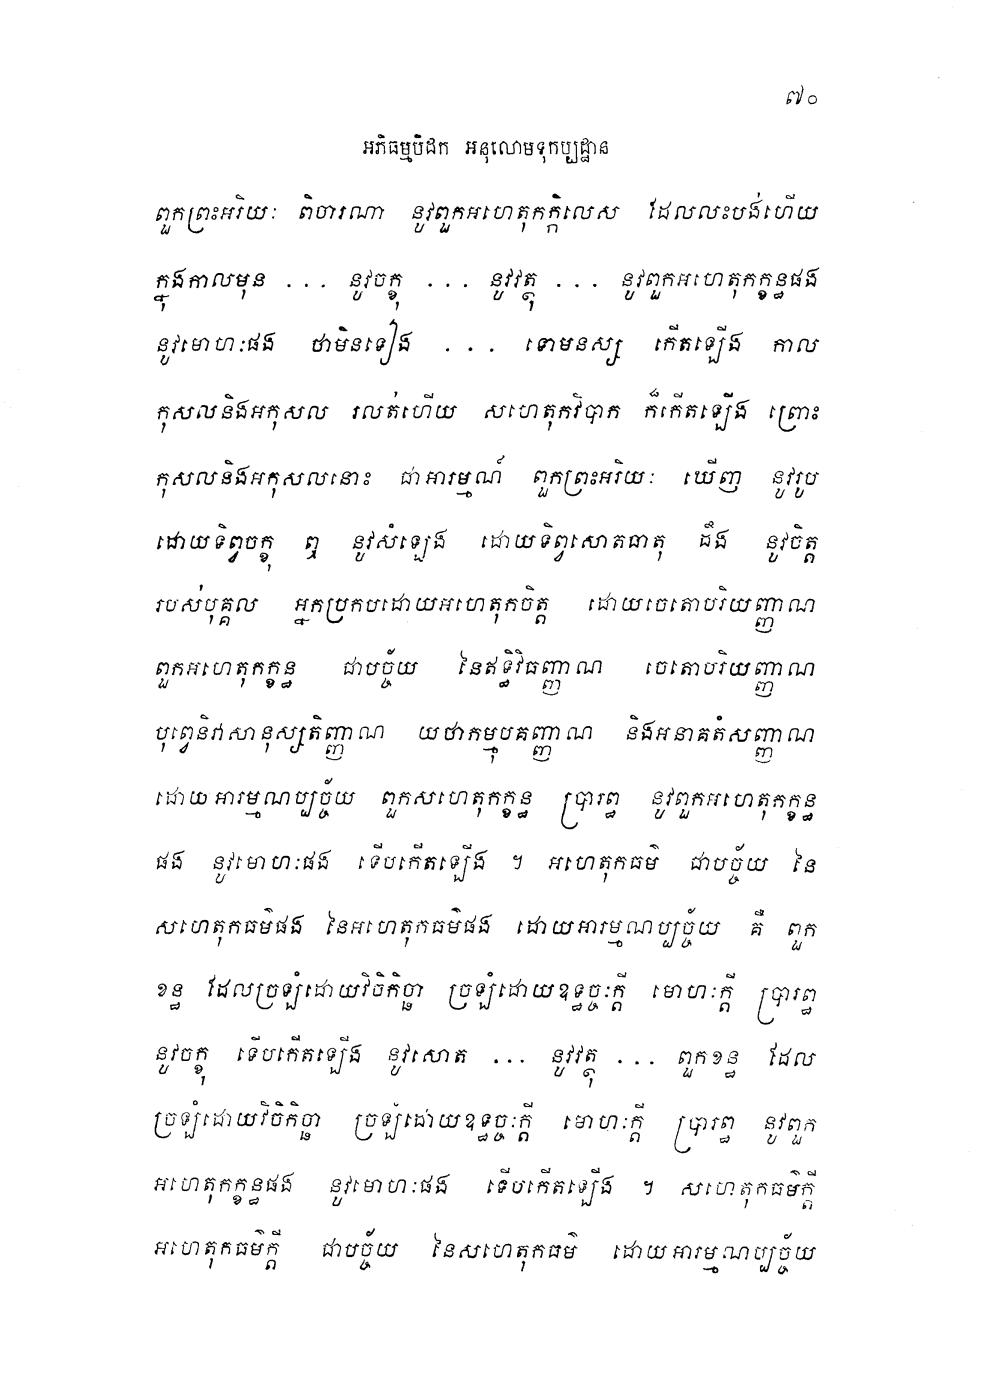 ៧០
អភិធម្មបិដក អនុលោមទុកប្បដ្ឋាន
ពួកព្រះអរិយៈ ពិចារណា នូវពួកអហេតុកក្តិលេស ដែលលះបង់ហើយ
ក្នុងកាលមុន ... នូវចក្ខុ ... នូវវត្ថុ ... នូវពួកអហេតុកក្ខន្ធផង
នូវមោហៈផង ថាមិនទៀង ... ទោមនស្ស កើតឡើង កាល
កុសលនិងអកុសល រលត់ហើយ សហេតុកវិបាក ក៏កើតឡើង ព្រោះ
កុសលនិងអកុសលនោះ ជាអារម្មណ៍ ពួកព្រះអរិយៈ ឃើញ នូវរូប
ដោយទិព្វចក្ខុ ឮ នូវសំឡេង ដោយទិព្វសោតធាតុ ដឹង នូវចិត្ត
របស់បុគ្គល អ្នកប្រកបដោយអហេតុកចិត្ត ដោយចេតោបរិយញ្ញាណ
ពួកអហេតុកក្ខន្ធ ជាបច្ច័យ នៃឥទ្ធិវិធញ្ញាណ ចេតោបរិយញ្ញាណ
បុព្វេនិវាសានុស្សតិញ្ញាណ យថាកម្មុបគញ្ញាណ និងអនាគតំសញ្ញាណ
ដោយអារម្មណប្បច្ច័យ ពួកសហេតុកក្ខន្ធ ប្រារព្ធ នូវពួកអហេតុកក្ខន្ធ
ផង នូវមោហៈផង ទើបកើតឡើង ។ អហេតុកធម៌ ជាបច្ច័យ នៃ
សហេតុកធម៌ផង នៃអហេតុកធម៌ផង ដោយអារម្មណប្បច្ច័យ គឺ ពួក
ខន្ធ ដែលច្រឡំដោយវិចិកិច្ឆា ច្រឡំដោយឧទ្ធច្ចៈក្តី មោហៈក្តី ប្រារព្ធ
នូវចក្ខុ ទើបកើតឡើង នូវសោត ... នូវវត្ថុ ... ពួកខន្ធ ដែល
ច្រឡំដោយវិចិកិច្ឆា ច្រឡំដោយឧទ្ធច្ចៈក្តី មោហៈក្តី ប្រារព្ធ នូវពួក
អហេតុកក្ខន្ធផង នូវមោហៈផង ទើបកើតឡើង ។ សហេតុកធម៌ក្តី
អហេតុកធម៌ក្តី ជាបច្ច័យ នៃសហេតុកធម៌ ដោយអារម្មណប្បច្ច័យ